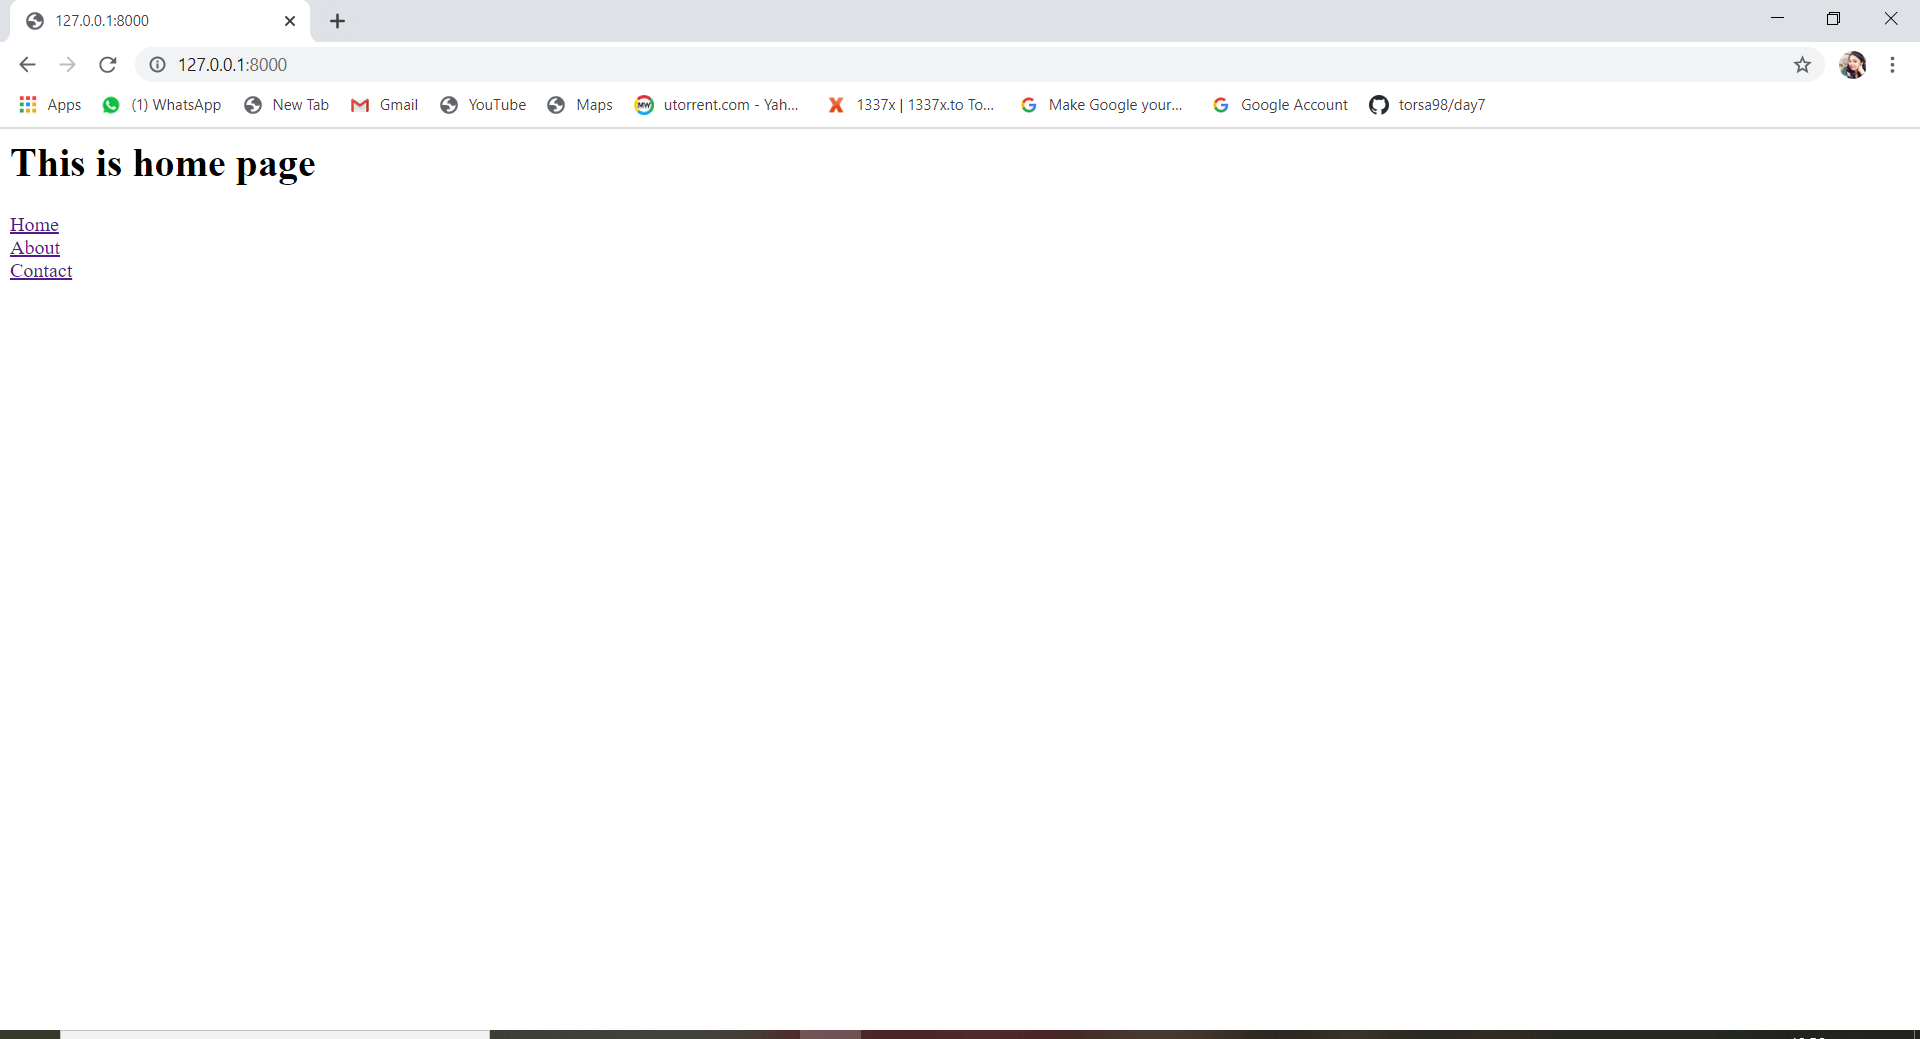 127.0.0.1:8000
127.0.0.1:8000
Apps (1) WhatsApp New Tab Gmail YouTube Maps MW utorrent.com - Yah... 1337x | 1337x.to To... Make Google your... Google Account torsa98/day7
This is home page
Home
About
Contact